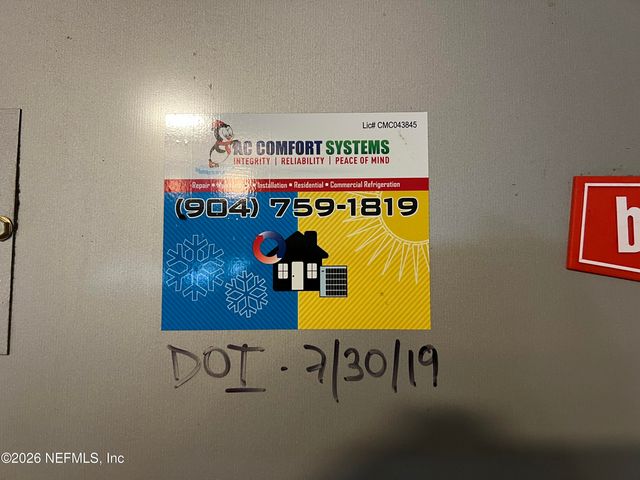 Lic# CMC043845
AC COMFORT SYSTEMS
INTEGRITY | RELIABILITY | PEACE OF MIND
Repair • Installation • Residential • Commercial Refrigeration
(904) 759-1819
b
DOI - 7/30/19
©2026 NEFMLS, Inc